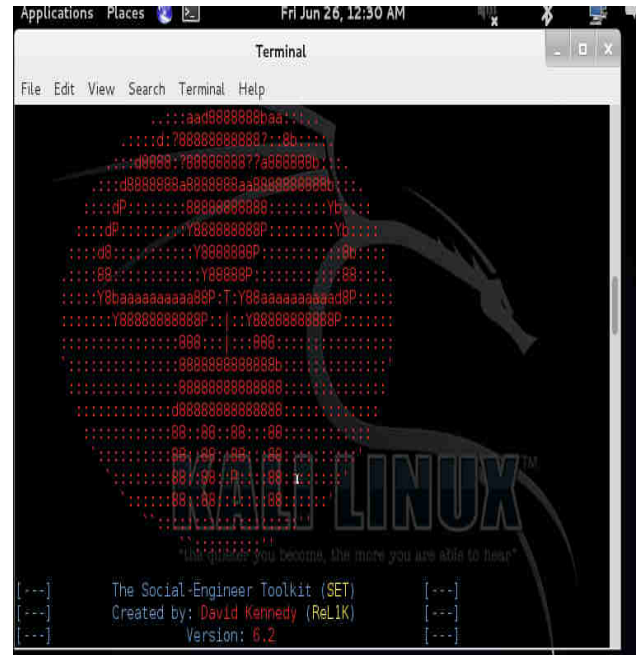 Applications Places Fri Jun 26, 12:30 AM
Terminal
File Edit View Search Terminal Help
KALI LINUX™
"the quieter you become, the more you are able to hear"
[---] The Social-Engineer Toolkit (SET) [---]
[---] Created by: David Kennedy (ReL1K) [---]
[---] Version: 6.2 [---]